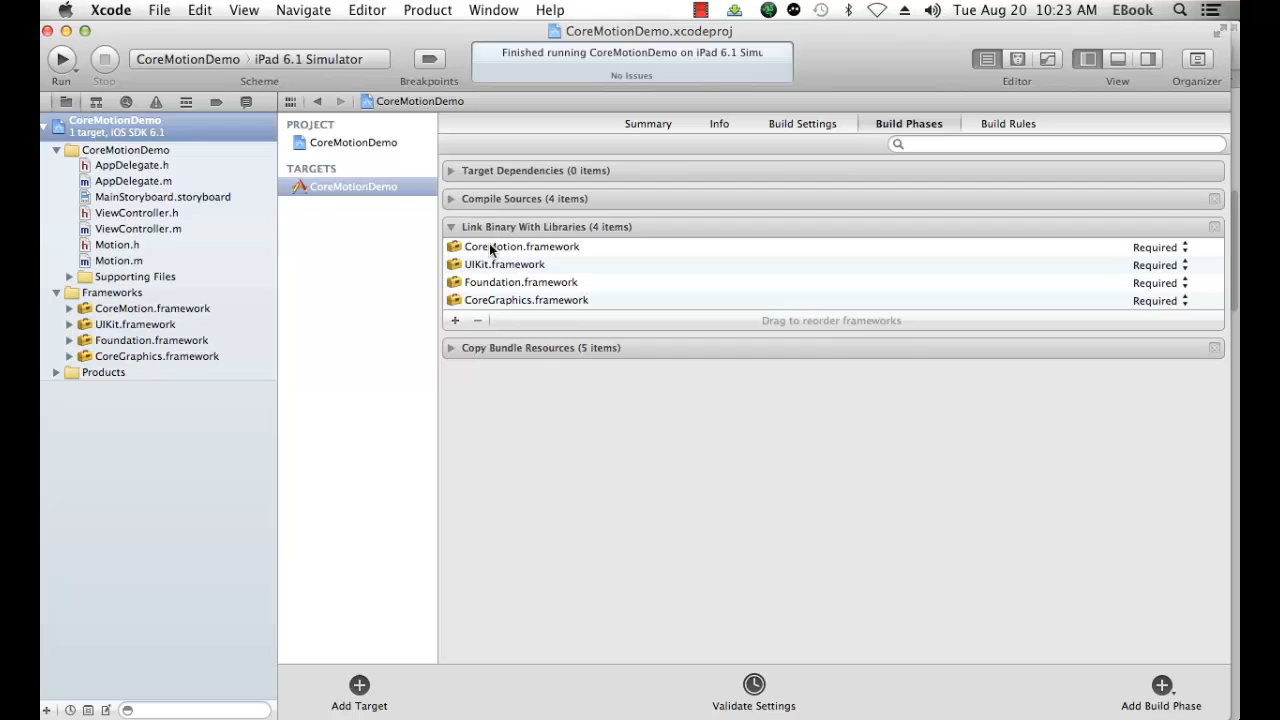 Xcode File Edit View Navigate Editor Product Window Help Tue Aug 20 10:23 AM EBook
CoreMotionDemo.xcodeproj
CoreMotionDemo › iPad 6.1 Simulator
Finished running CoreMotionDemo on iPad 6.1 Simu
No Issues
Run Stop Scheme Breakpoints Editor View Organizer
CoreMotionDemo
CoreMotionDemo
1 target, iOS SDK 6.1
CoreMotionDemo
AppDelegate.h
AppDelegate.m
MainStoryboard.storyboard
ViewController.h
ViewController.m
Motion.h
Motion.m
Supporting Files
Frameworks
CoreMotion.framework
UIKit.framework
Foundation.framework
CoreGraphics.framework
Products
PROJECT
CoreMotionDemo
TARGETS
CoreMotionDemo
Summary Info Build Settings Build Phases Build Rules
Target Dependencies (0 items)
Compile Sources (4 items)
Link Binary With Libraries (4 items)
CoreMotion.framework Required
UIKit.framework Required
Foundation.framework Required
CoreGraphics.framework Required
+ − Drag to reorder frameworks
Copy Bundle Resources (5 items)
Add Target Validate Settings Add Build Phase